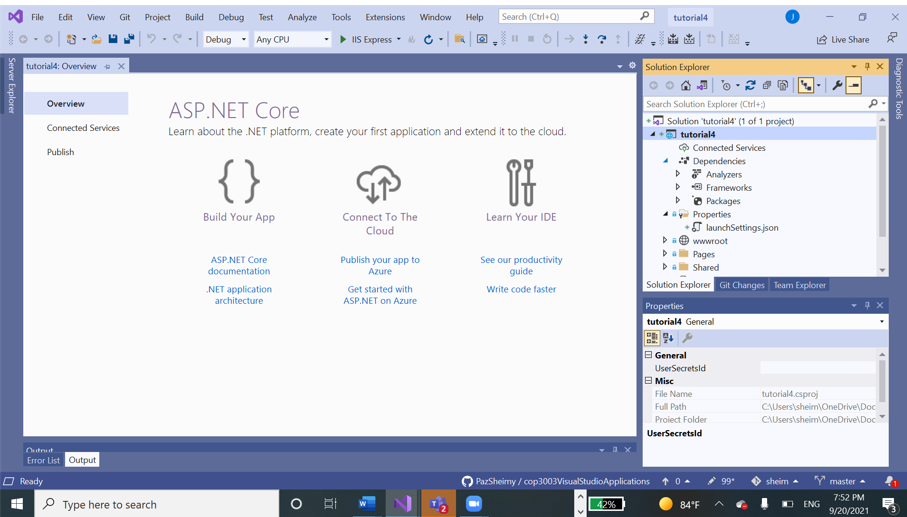 File Edit View Git Project Build Debug Test Analyze Tools Extensions Window Help Search (Ctrl+Q) tutorial4 J
Debug Any CPU IIS Express Live Share
Server Explorer
tutorial4: Overview
Overview
Connected Services
Publish
ASP.NET Core
Learn about the .NET platform, create your first application and extend it to the cloud.
Build Your App
Connect To The
Cloud
Learn Your IDE
ASP.NET Core
documentation
.NET application
architecture
Publish your app to
Azure
Get started with
ASP.NET on Azure
See our productivity
guide
Write code faster
Solution Explorer
Search Solution Explorer (Ctrl+;)
Solution 'tutorial4' (1 of 1 project)
tutorial4
Connected Services
Dependencies
Analyzers
Frameworks
Packages
Properties
launchSettings.json
wwwroot
Pages
Shared
Solution Explorer Git Changes Team Explorer
Diagnostic Tools
Properties
tutorial4 General
General
UserSecretsId
Misc
File Name tutorial4.csproj
Full Path C:\Users\sheim\OneDrive\Doc
Project Folder C:\Users\sheim\OneDrive\Doc
UserSecretsId
Output
Error List Output
Ready PazSheimy / cop3003VisualStudioApplications 0 99* sheim master 1
Type here to search 2 42% 84°F ENG 7:52 PM
9/20/2021 3